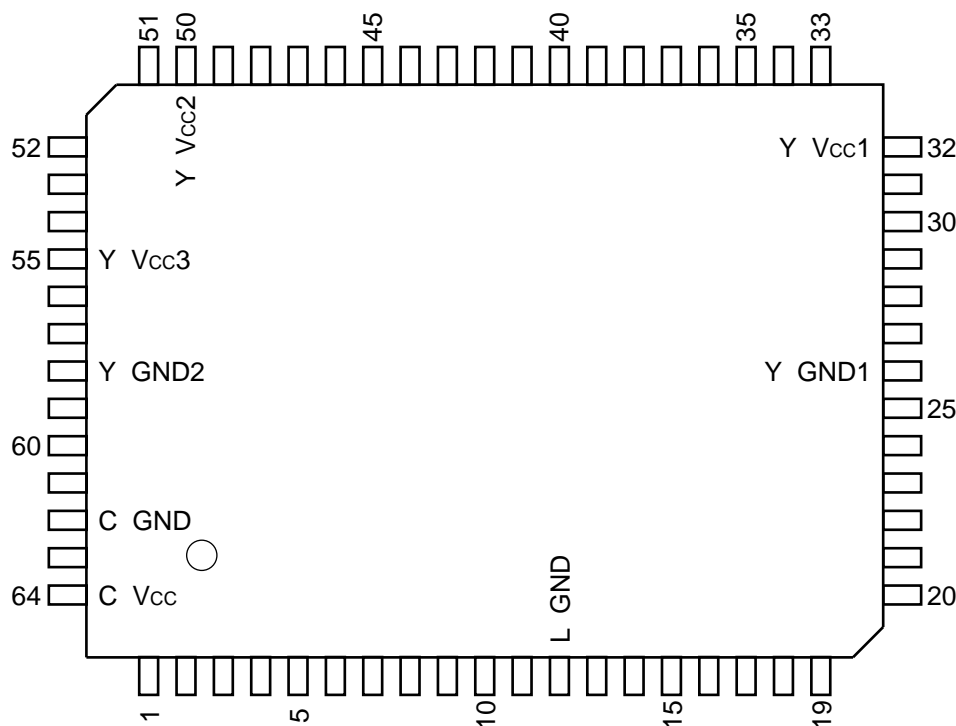 51 50 45 40 35 33
Y Vcc2
52
Y Vcc1 32
30
55 Y Vcc3
Y GND2
Y GND1
25
60
C GND
64 C Vcc
L GND
20
1 5 10 15 19